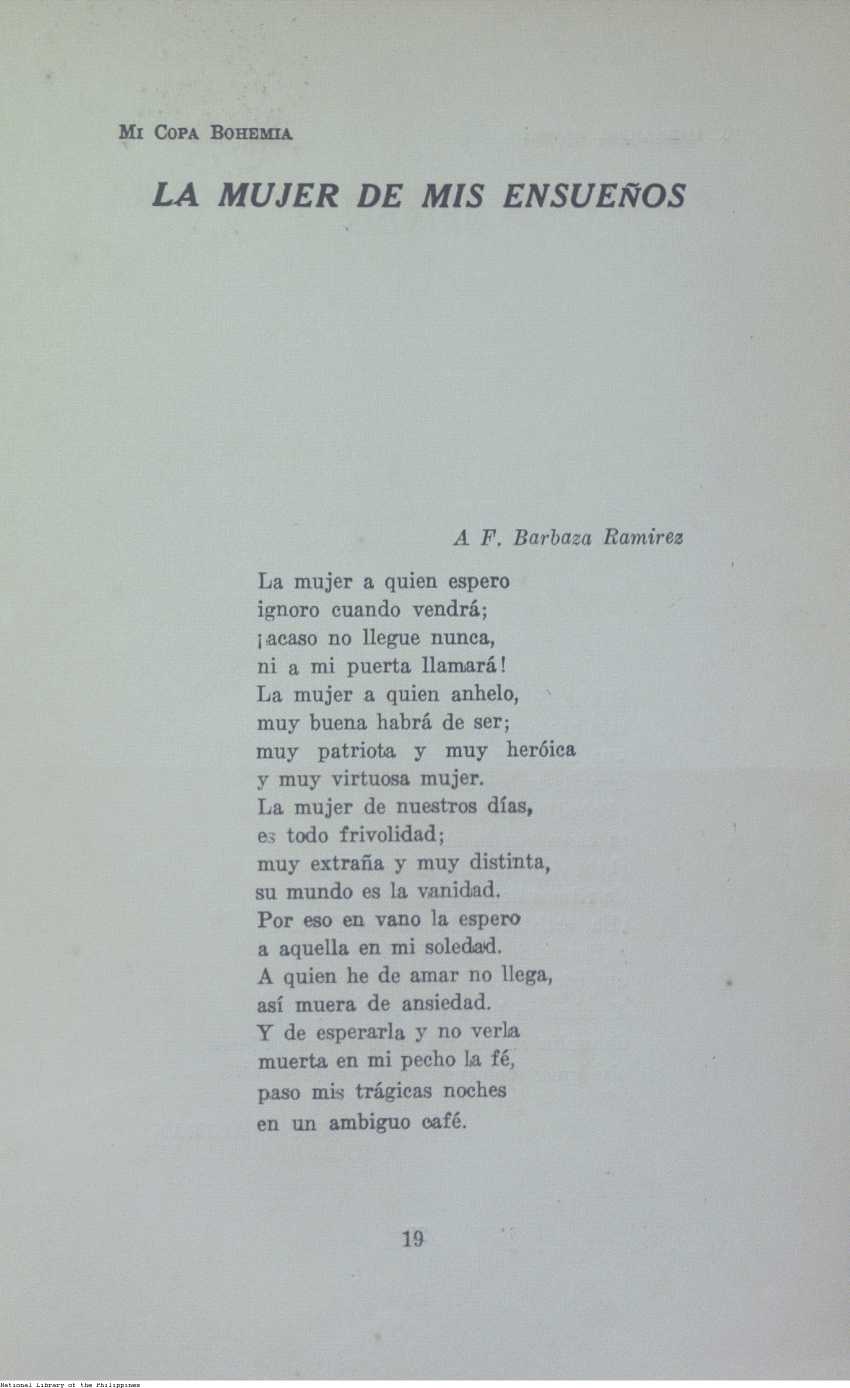 MI COPA BOHEMIA
LA MUJER DE MIS ENSUEÑOS
A F. Barbaza Ramirez
La mujer a quien espero
ignoro cuando vendrá;
¡acaso no llegue nunca,
ni a mi puerta llamará!
La mujer a quien anhelo,
muy buena habrá de ser;
muy patriota y muy heróica
y muy virtuosa mujer.
La mujer de nuestros días,
es todo frivolidad;
muy extraña y muy distinta,
su mundo es la vanidad.
Por eso en vano la espero
a aquella en mi soledad.
A quien he de amar no llega,
así muera de ansiedad.
Y de esperarla y no verla
muerta en mi pecho la fé,
paso mis trágicas noches
en un ambiguo café.
19
National Library of the Philippines